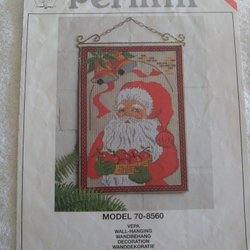 Permin
MODEL 70-8560
VEPA
WALL-HANGING
WANDBEHANG
DECORATION
WANDDEKORATIE